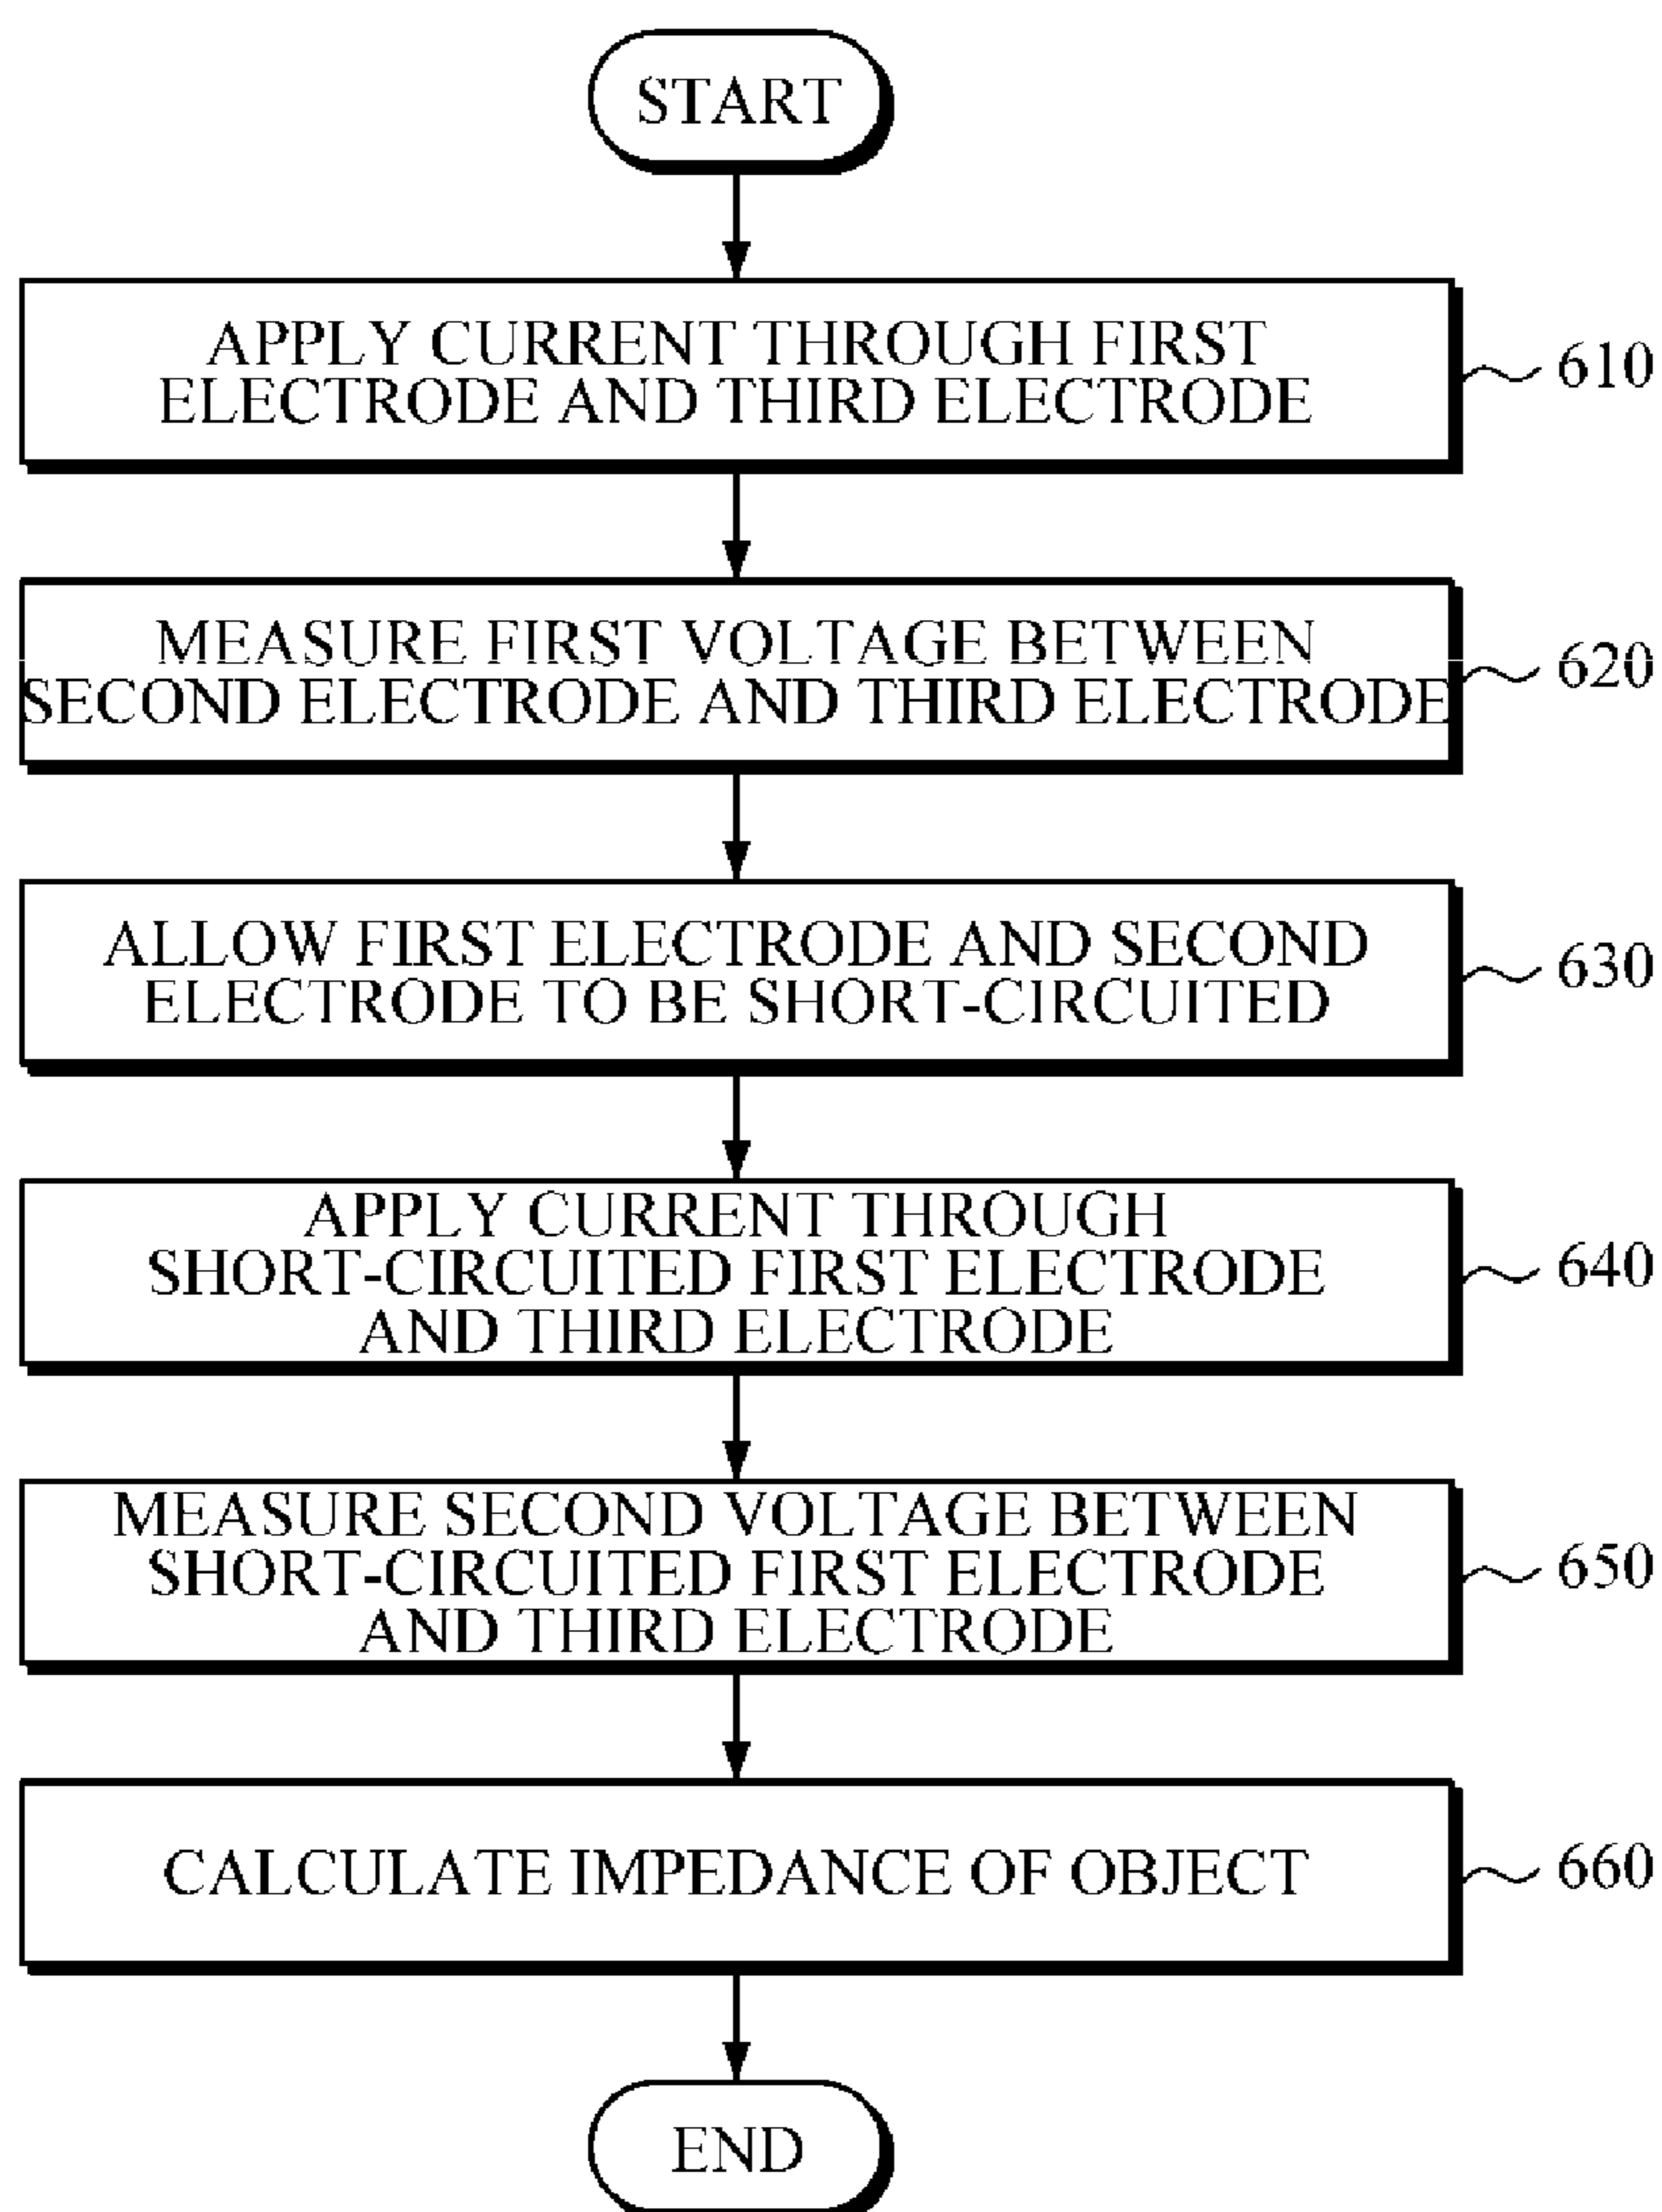 START
APPLY CURRENT THROUGH FIRST
ELECTRODE AND THIRD ELECTRODE
610
MEASURE FIRST VOLTAGE BETWEEN
SECOND ELECTRODE AND THIRD ELECTRODE
620
ALLOW FIRST ELECTRODE AND SECOND
ELECTRODE TO BE SHORT-CIRCUITED
630
APPLY CURRENT THROUGH
SHORT-CIRCUITED FIRST ELECTRODE
AND THIRD ELECTRODE
640
MEASURE SECOND VOLTAGE BETWEEN
SHORT-CIRCUITED FIRST ELECTRODE
AND THIRD ELECTRODE
650
CALCULATE IMPEDANCE OF OBJECT
660
END